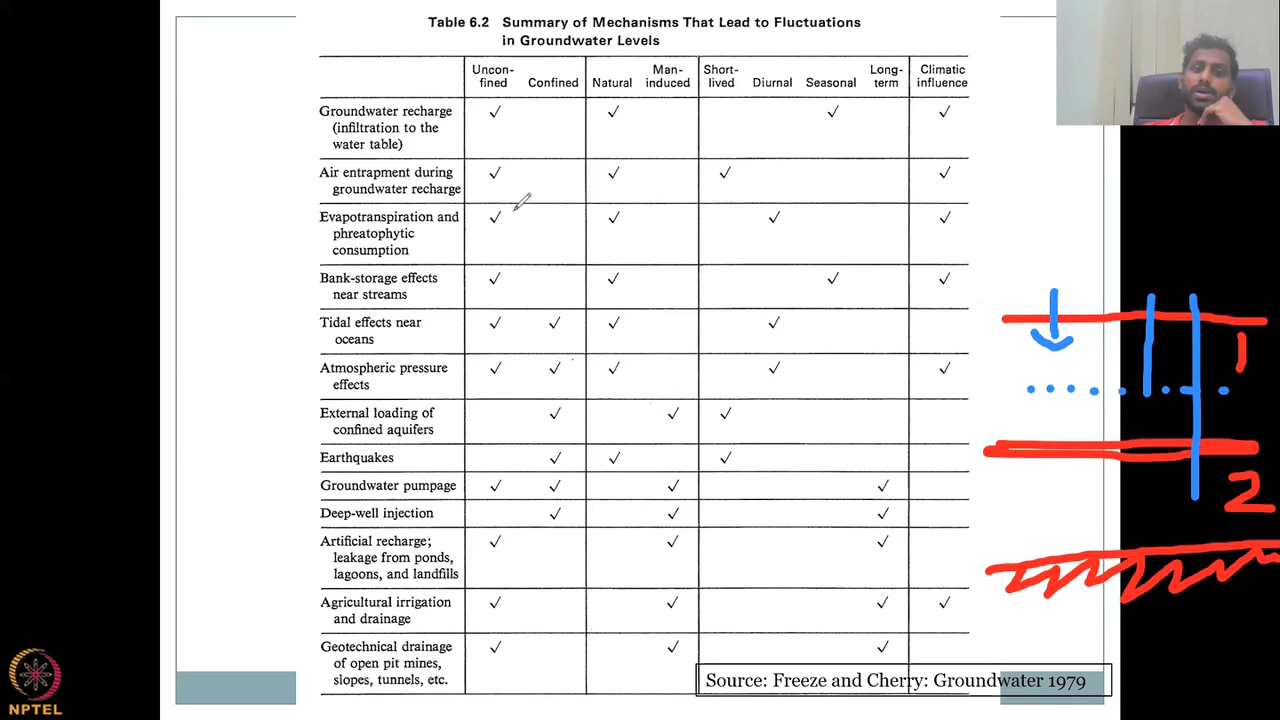 Table 6.2 Summary of Mechanisms That Lead to Fluctuations
in Groundwater Levels
Uncon-
fined
Confined
Natural
Man-
induced
Short-
lived
Diurnal
Seasonal
Long-
term
Climatic
influence
Groundwater recharge ✓ ✓ ✓ ✓
(infiltration to the
water table)
Air entrapment during ✓ ✓ ✓ ✓
groundwater recharge
Evapotranspiration and ✓ ✓ ✓ ✓
phreatophytic
consumption
Bank-storage effects ✓ ✓ ✓ ✓
near streams
Tidal effects near ✓ ✓ ✓ ✓
oceans
Atmospheric pressure ✓ ✓ ✓ ✓ ✓
effects
External loading of ✓ ✓ ✓
confined aquifers
Earthquakes ✓ ✓ ✓
Groundwater pumpage ✓ ✓ ✓ ✓
Deep-well injection ✓ ✓ ✓
Artificial recharge; ✓ ✓ ✓
leakage from ponds,
lagoons, and landfills
Agricultural irrigation ✓ ✓ ✓ ✓
and drainage
Geotechnical drainage ✓ ✓ ✓
of open pit mines,
slopes, tunnels, etc.
Source: Freeze and Cherry: Groundwater 1979
1
2
NPTEL